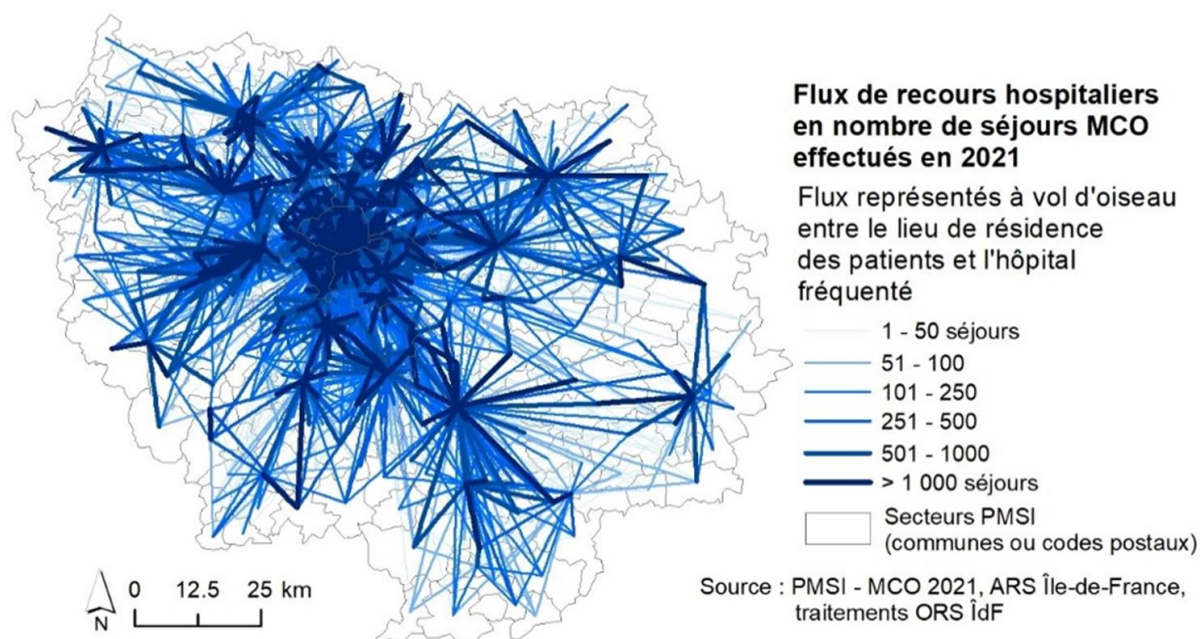 Flux de recours hospitaliers
en nombre de séjours MCO
effectués en 2021
Flux représentés à vol d'oiseau
entre le lieu de résidence
des patients et l'hôpital
fréquenté
1 - 50 séjours
51 - 100
101 - 250
251 - 500
501 - 1000
> 1 000 séjours
Secteurs PMSI
(communes ou codes postaux)
N
0 12.5 25 km
Source : PMSI - MCO 2021, ARS Île-de-France,
traitements ORS ÎdF